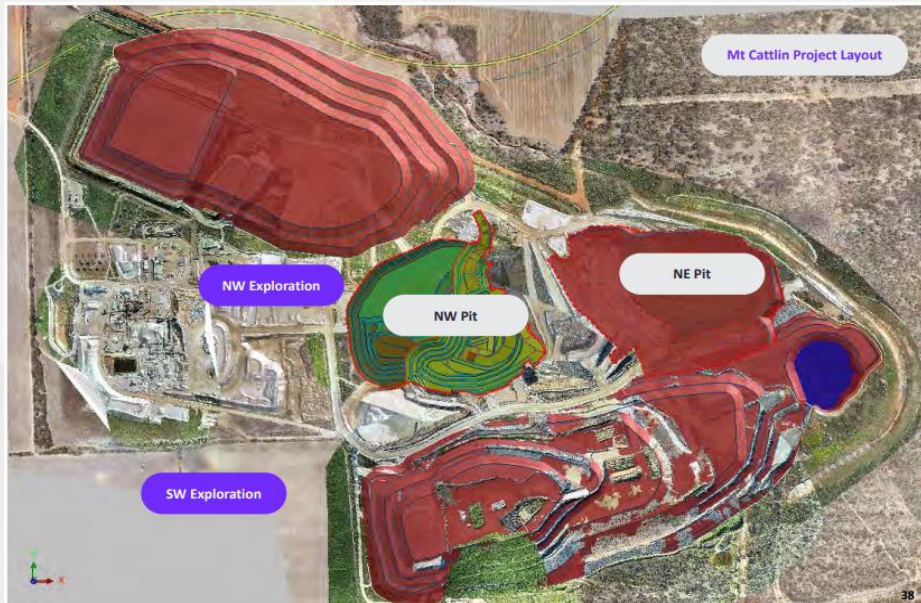 Mt Cattlin Project Layout
NE Pit
NW Exploration
NW Pit
SW Exploration
Y
X
38